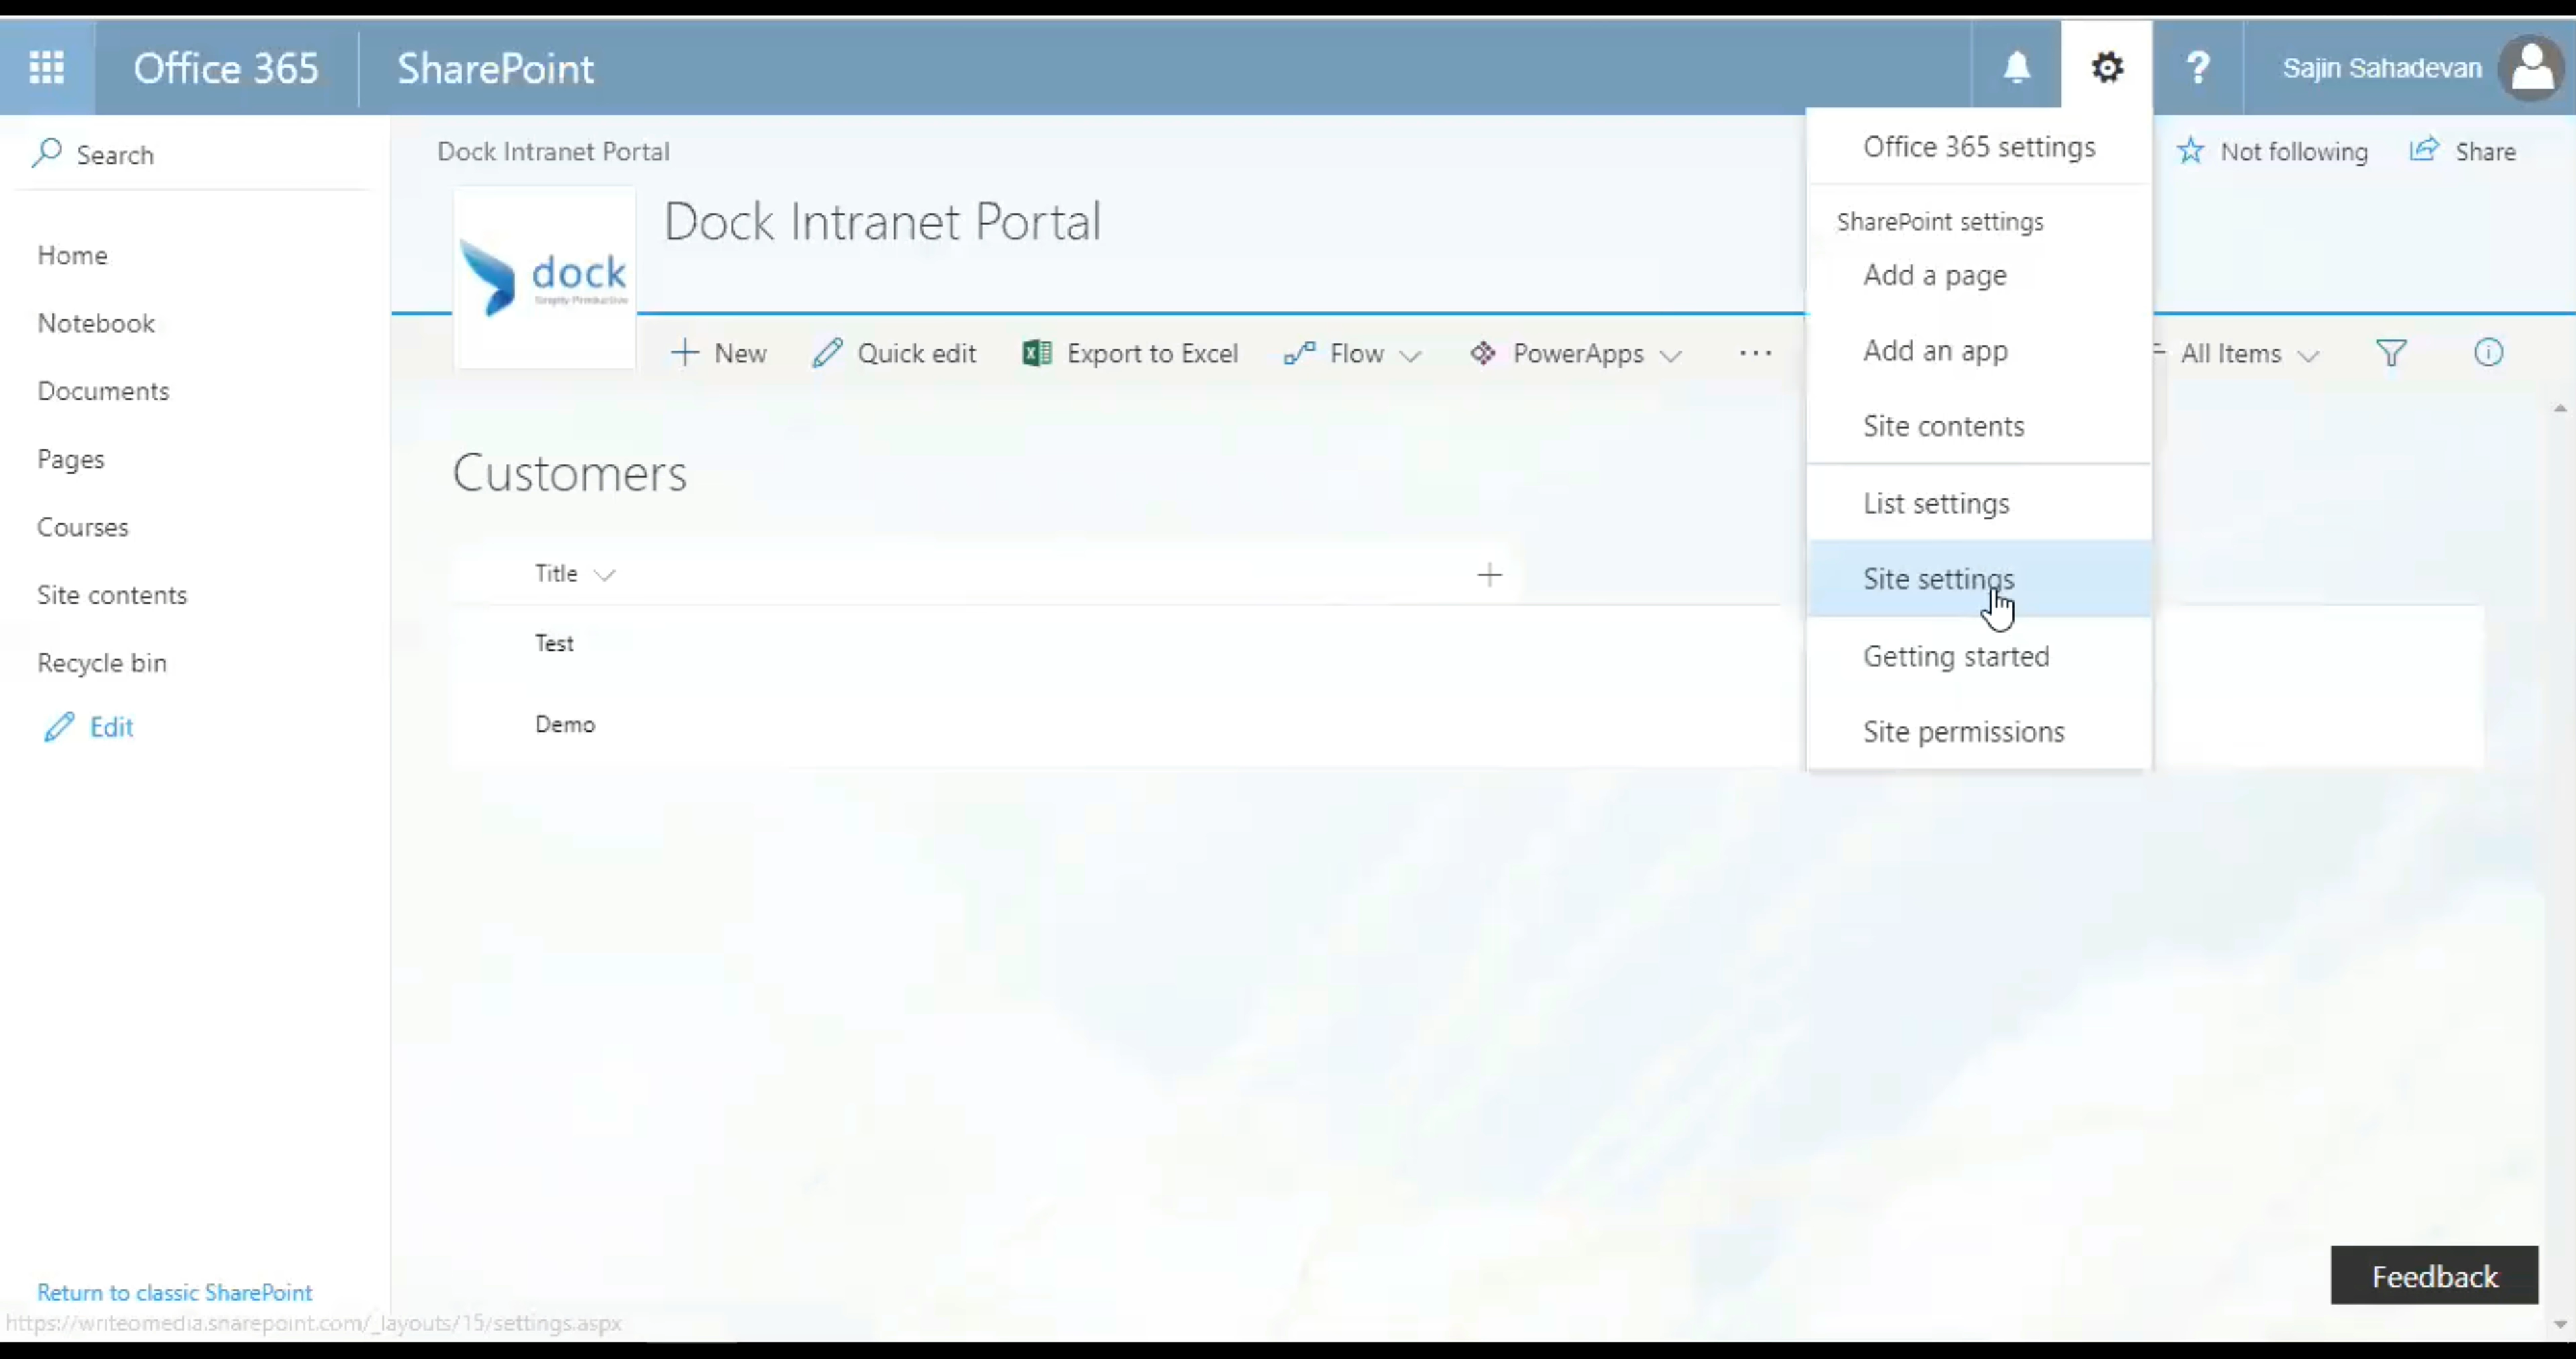 Office 365
SharePoint
Sajin Sahadevan
Search
Home
Notebook
Documents
Pages
Courses
Site contents
Recycle bin
Edit
Return to classic SharePoint
https://writeomedia.sharepoint.com/_layouts/15/settings.aspx
Dock Intranet Portal
dock
Simply Productive
Dock Intranet Portal
New
Quick edit
Export to Excel
Flow
PowerApps
All Items
Not following
Share
Customers
Title
Test
Demo
Office 365 settings
SharePoint settings
Add a page
Add an app
Site contents
List settings
Site settings
Getting started
Site permissions
Feedback